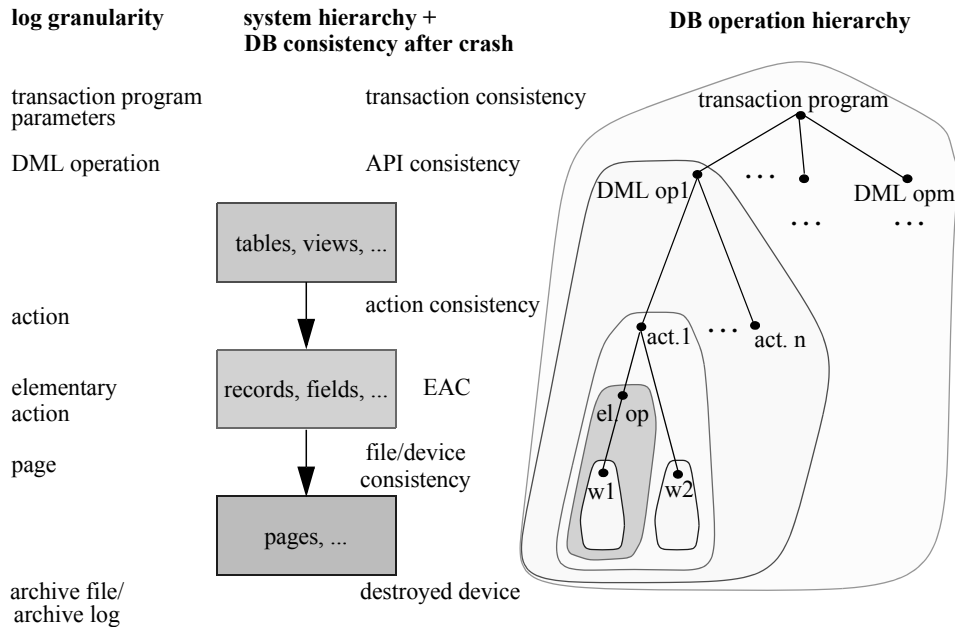 log granularity
system hierarchy +
DB consistency after crash
DB operation hierarchy
transaction program
parameters
transaction consistency
transaction program
DML operation
API consistency
DML op1
...
DML opm
...
...
tables, views, ...
action
action consistency
act.1
...
act. n
elementary
action
records, fields, ...
EAC
el. op
page
file/device
consistency
w1
w2
pages, ...
archive file/
archive log
destroyed device